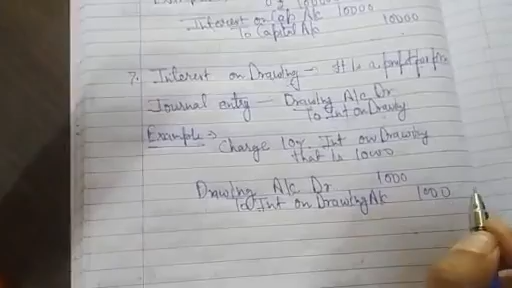 Interest on Cap A/c 10000
To Capital A/c 10000
7. Interest on Drawing - It is a profit for firm
Journal entry - Drawing A/c Dr
To Int on Drawing
Example ⇒ Charge 10% Int on Drawing
that is 10000
Drawing A/c Dr 1000
To Int on Drawing A/c 1000